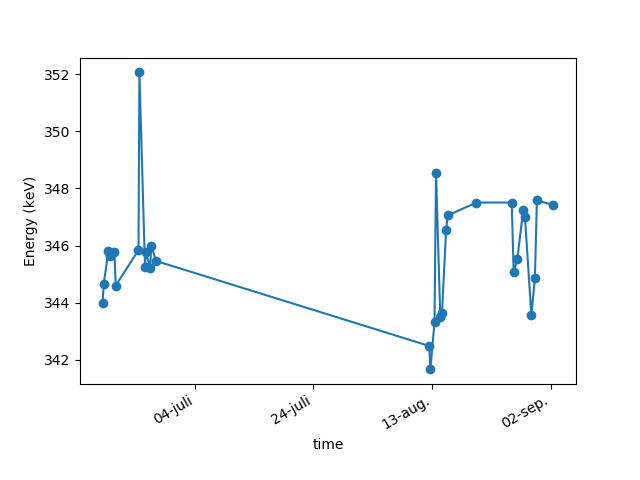 352
350
348
346
344
342
Energy (keV)
04-juli
24-juli
13-aug.
02-sep.
time